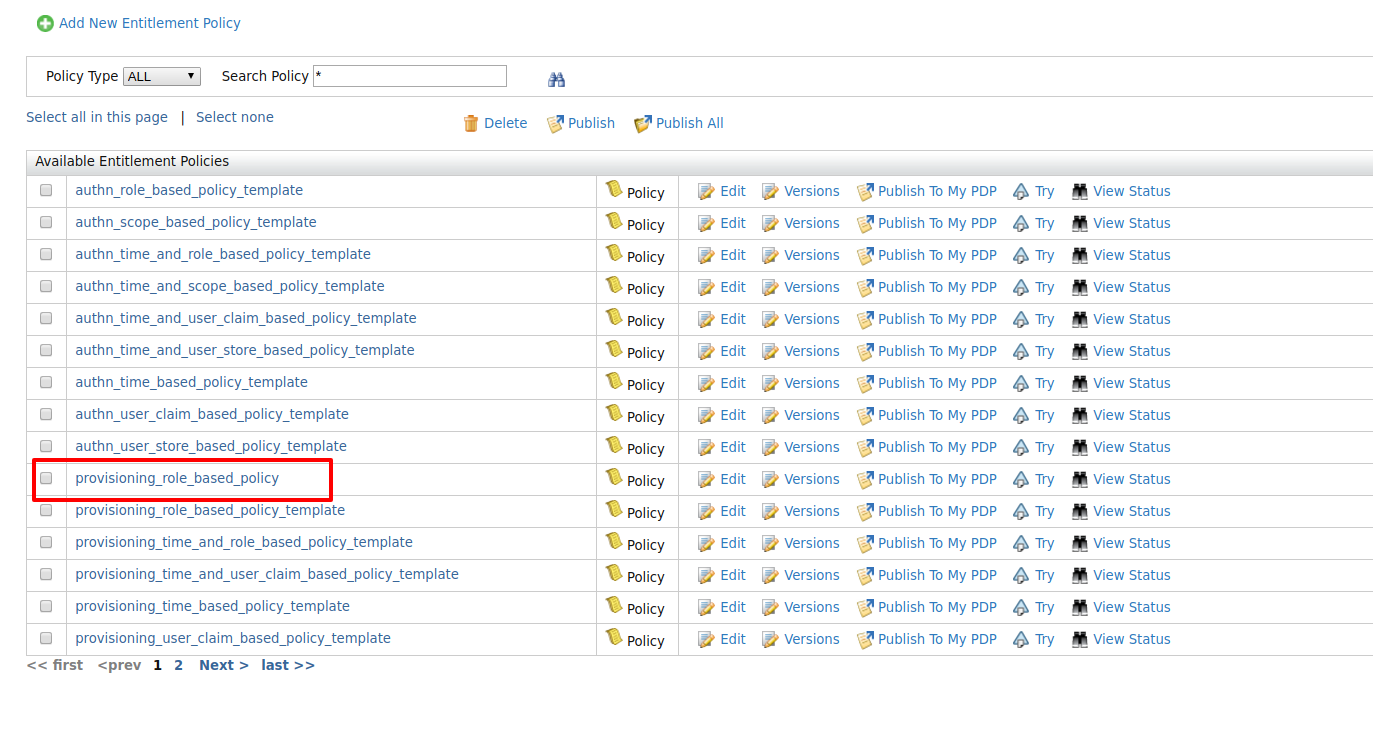 Add New Entitlement Policy
Policy Type ALL Search Policy *
Select all in this page | Select none Delete Publish Publish All
Available Entitlement Policies
authn_role_based_policy_template Policy Edit Versions Publish To My PDP Try View Status
authn_scope_based_policy_template Policy Edit Versions Publish To My PDP Try View Status
authn_time_and_role_based_policy_template Policy Edit Versions Publish To My PDP Try View Status
authn_time_and_scope_based_policy_template Policy Edit Versions Publish To My PDP Try View Status
authn_time_and_user_claim_based_policy_template Policy Edit Versions Publish To My PDP Try View Status
authn_time_and_user_store_based_policy_template Policy Edit Versions Publish To My PDP Try View Status
authn_time_based_policy_template Policy Edit Versions Publish To My PDP Try View Status
authn_user_claim_based_policy_template Policy Edit Versions Publish To My PDP Try View Status
authn_user_store_based_policy_template Policy Edit Versions Publish To My PDP Try View Status
provisioning_role_based_policy Policy Edit Versions Publish To My PDP Try View Status
provisioning_role_based_policy_template Policy Edit Versions Publish To My PDP Try View Status
provisioning_time_and_role_based_policy_template Policy Edit Versions Publish To My PDP Try View Status
provisioning_time_and_user_claim_based_policy_template Policy Edit Versions Publish To My PDP Try View Status
provisioning_time_based_policy_template Policy Edit Versions Publish To My PDP Try View Status
provisioning_user_claim_based_policy_template Policy Edit Versions Publish To My PDP Try View Status
<< first <prev 1 2 Next > last >>